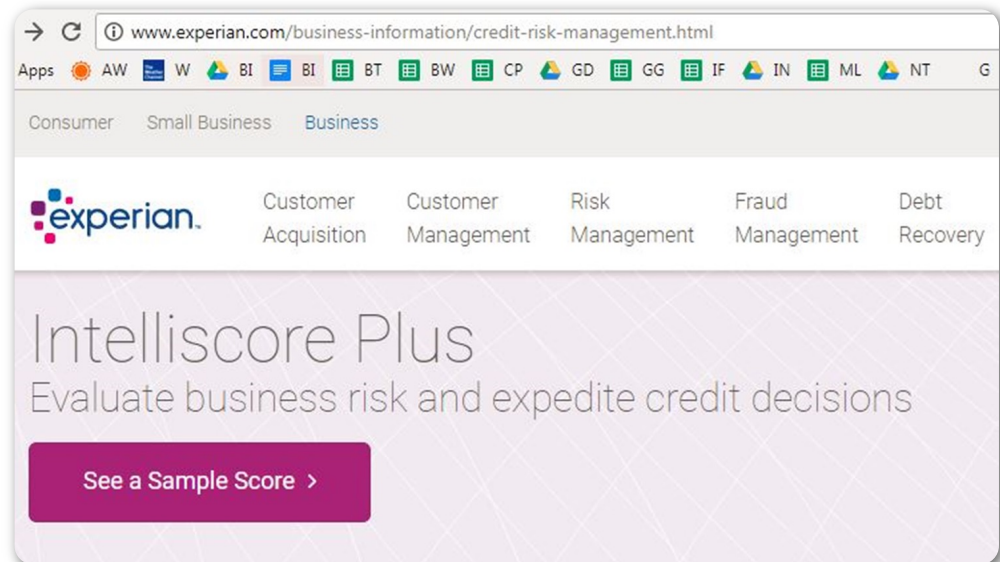 www.experian.com/business-information/credit-risk-management.html
Apps AW W BI BI BT BW CP GD GG IF IN ML NT G
Consumer Small Business Business
experian™
Customer Acquisition
Customer Management
Risk Management
Fraud Management
Debt Recovery
Intelliscore Plus
Evaluate business risk and expedite credit decisions
See a Sample Score >